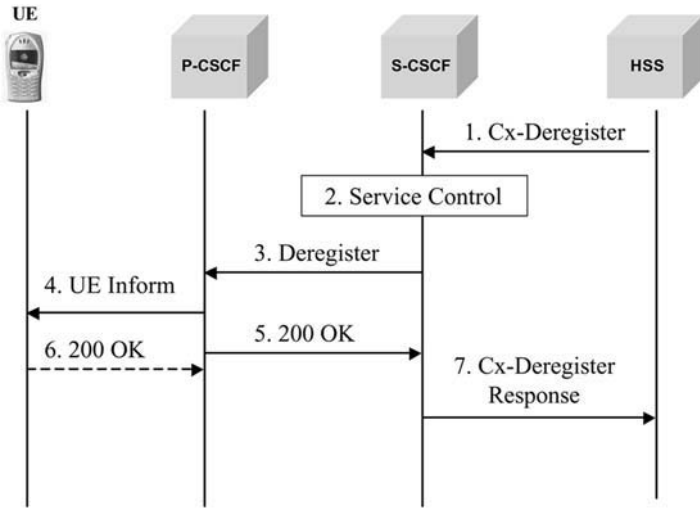 UE
P-CSCF
S-CSCF
HSS
1. Cx-Deregister
2. Service Control
3. Deregister
4. UE Inform
5. 200 OK
6. 200 OK
7. Cx-Deregister
Response